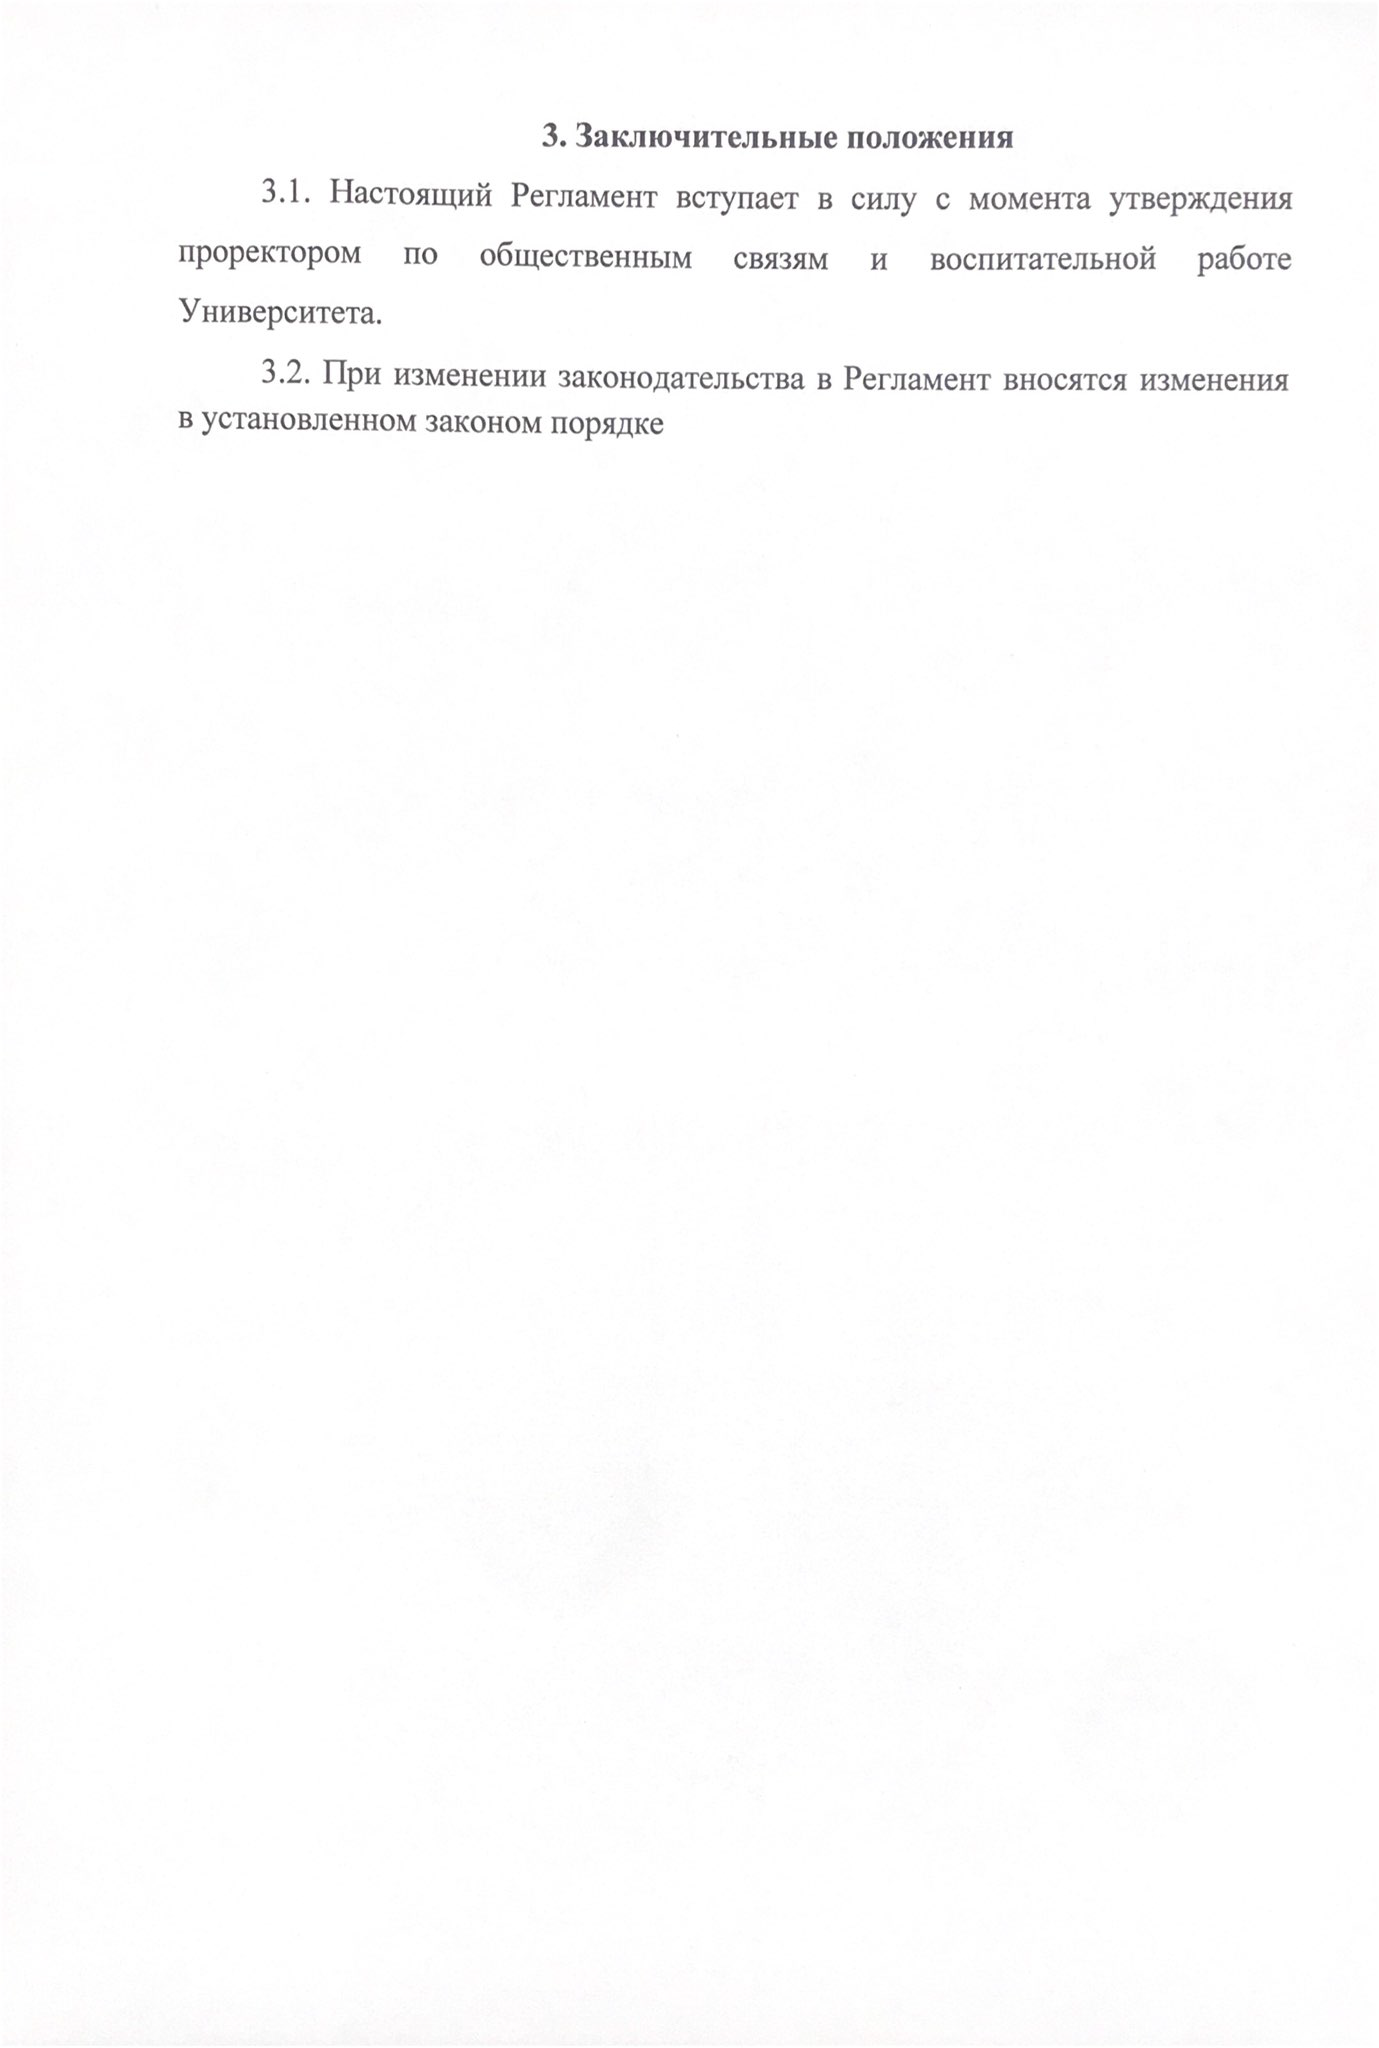 3. Заключительные положения
3.1. Настоящий Регламент вступает в силу с момента утверждения
проректором по общественным связям и воспитательной работе
Университета.
3.2. При изменении законодательства в Регламент вносятся изменения
в установленном законом порядке